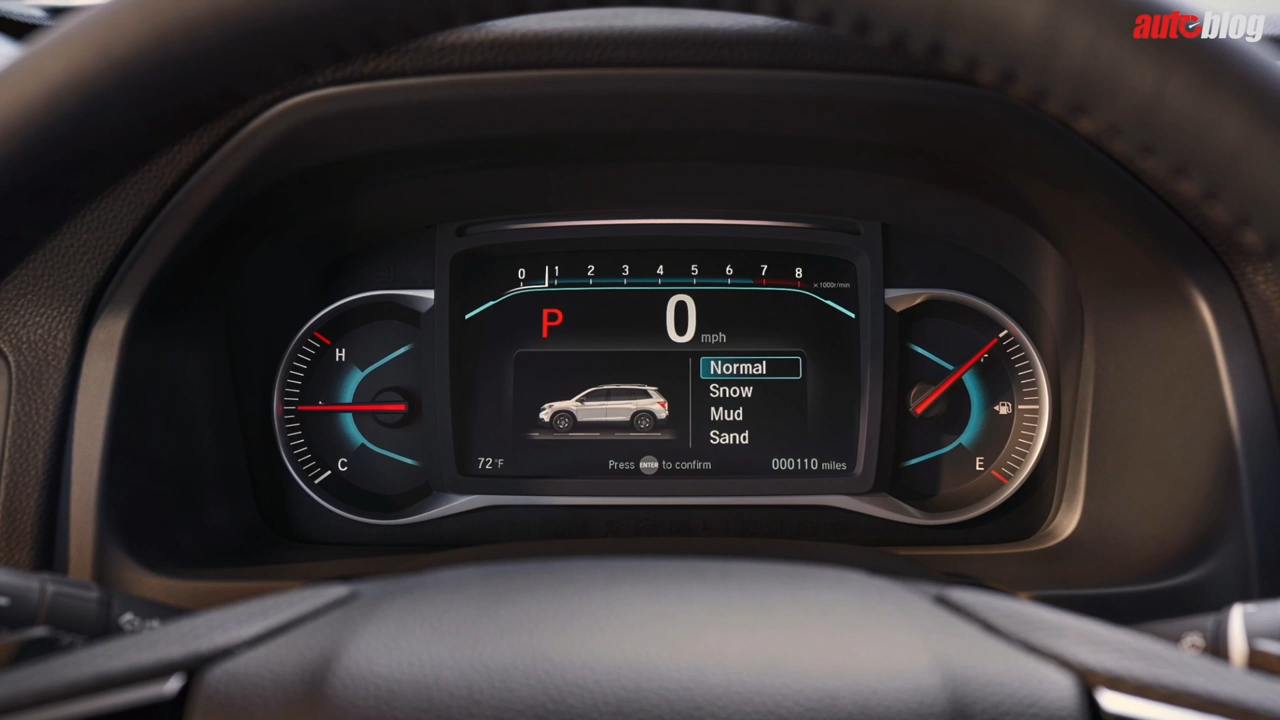 autoblog
0 1 2 3 4 5 6 7 8
x1000r/min
P 0 mph
H
C
Normal
Snow
Mud
Sand
F
E
72°F
Press ENTER to confirm
000110 miles